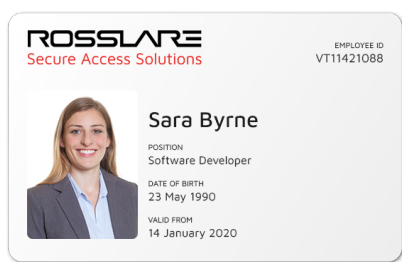 ROSSLARE
Secure Access Solutions
EMPLOYEE ID
VT11421088
Sara Byrne
POSITION
Software Developer
DATE OF BIRTH
23 May 1990
VALID FROM
14 January 2020